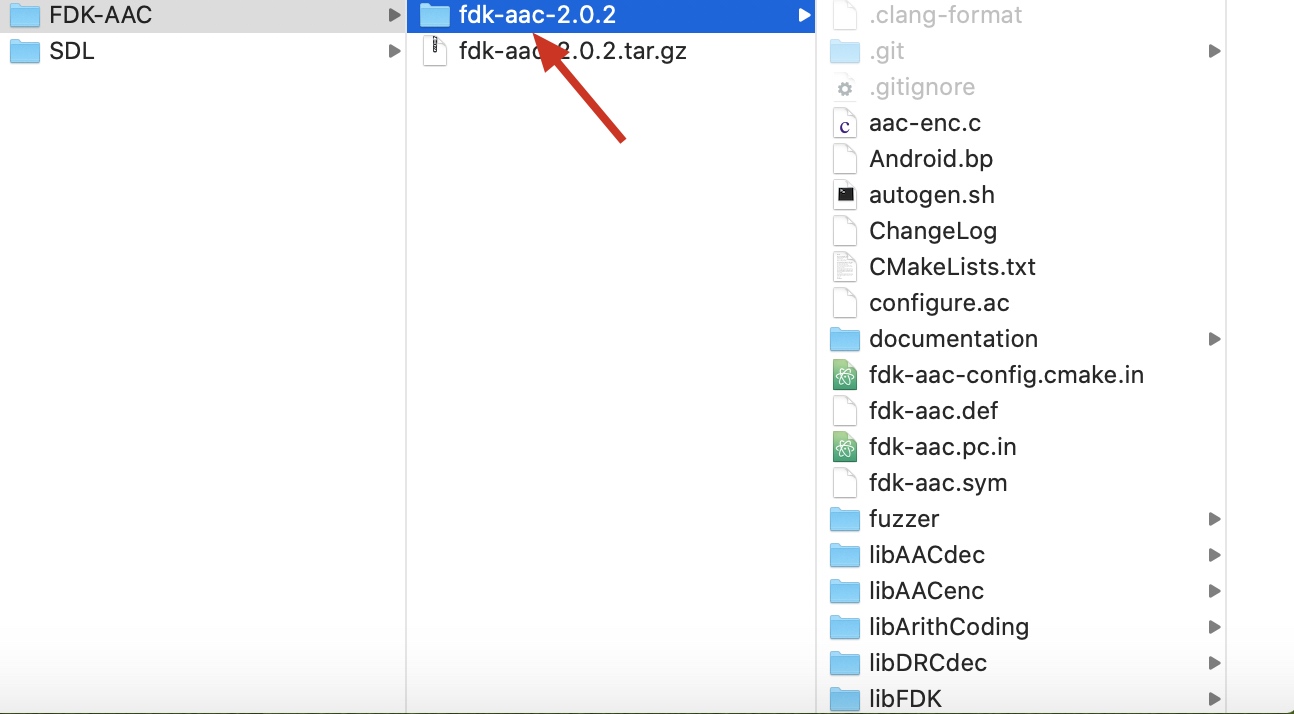 FDK-AAC
SDL
fdk-aac-2.0.2
fdk-aac-2.0.2.tar.gz
.clang-format
.git
.gitignore
aac-enc.c
Android.bp
autogen.sh
ChangeLog
CMakeLists.txt
configure.ac
documentation
fdk-aac-config.cmake.in
fdk-aac.def
fdk-aac.pc.in
fdk-aac.sym
fuzzer
libAACdec
libAACenc
libArithCoding
libDRCdec
libFDK